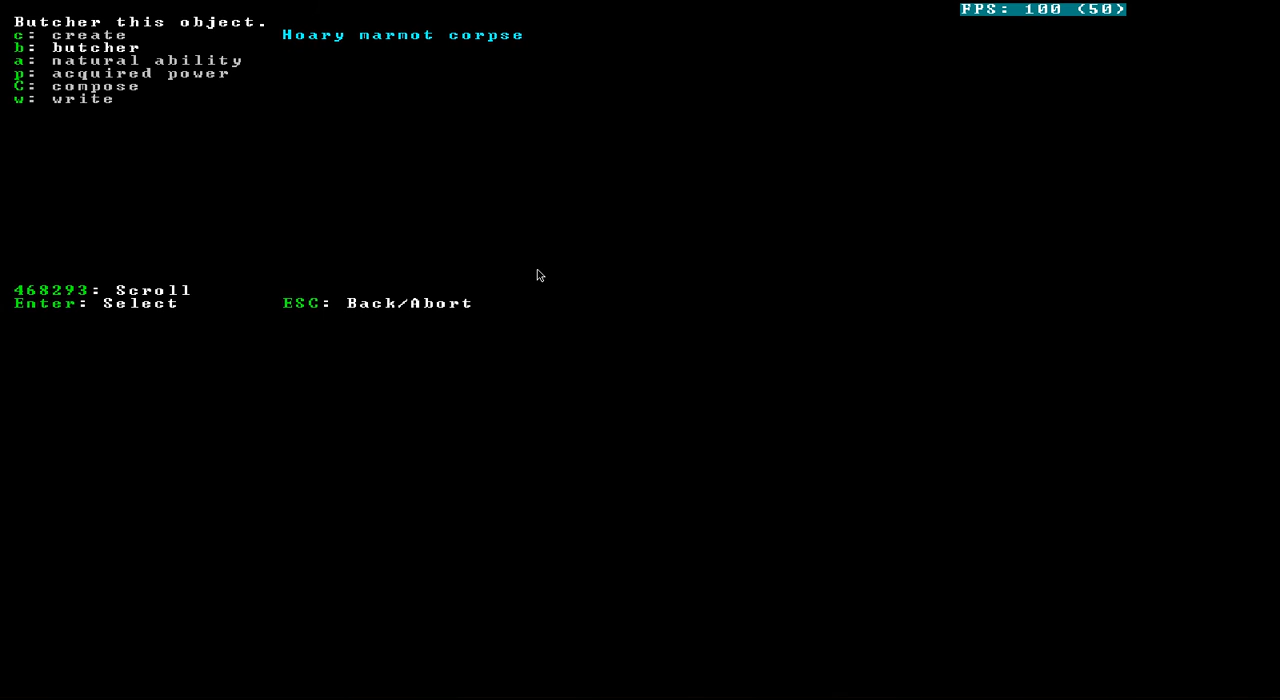 FPS: 100 (50)
Butcher this object.
c: create Hoary marmot corpse
b: butcher
a: natural ability
p: acquired power
C: compose
w: write
468293: Scroll
Enter: Select ESC: Back/Abort